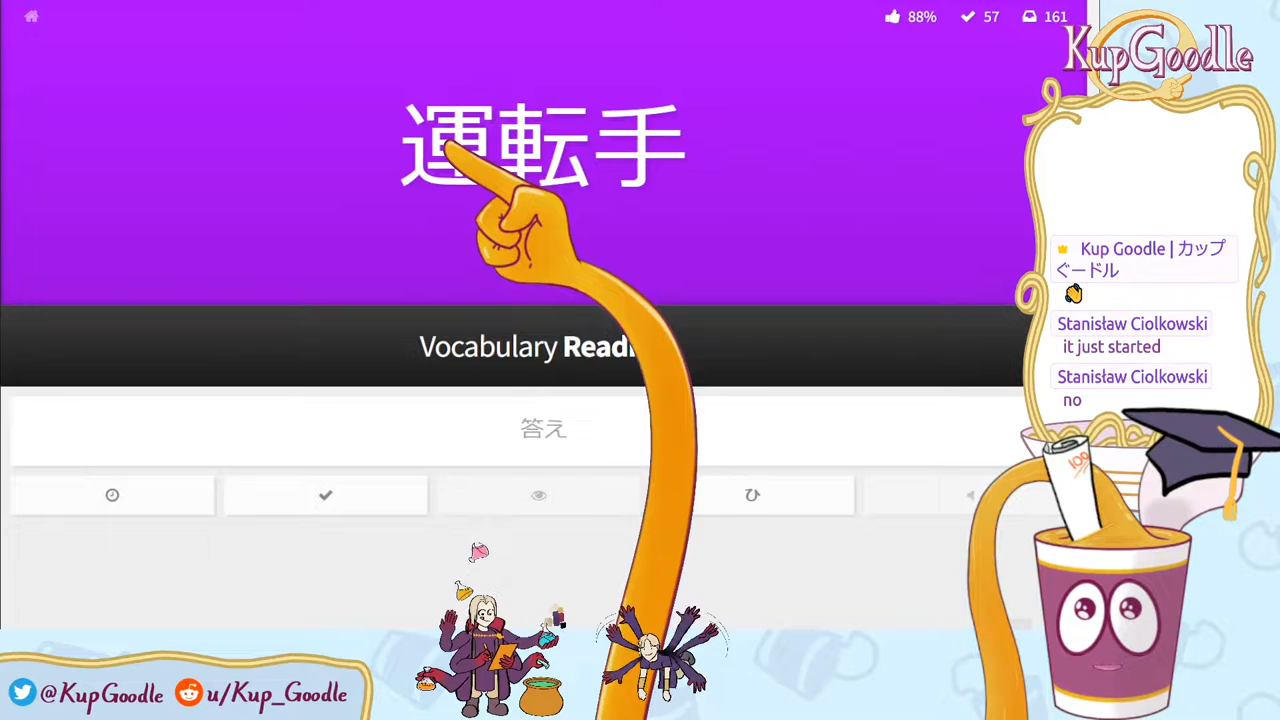 88% 57 161
KupGoodle
運転手
Kup Goodle | カップ
ぐードル
Stanisław Ciolkowski
it just started
Stanisław Ciolkowski
no
Vocabulary
答え
ひ
100
@KupGoodle u/Kup_Goodle